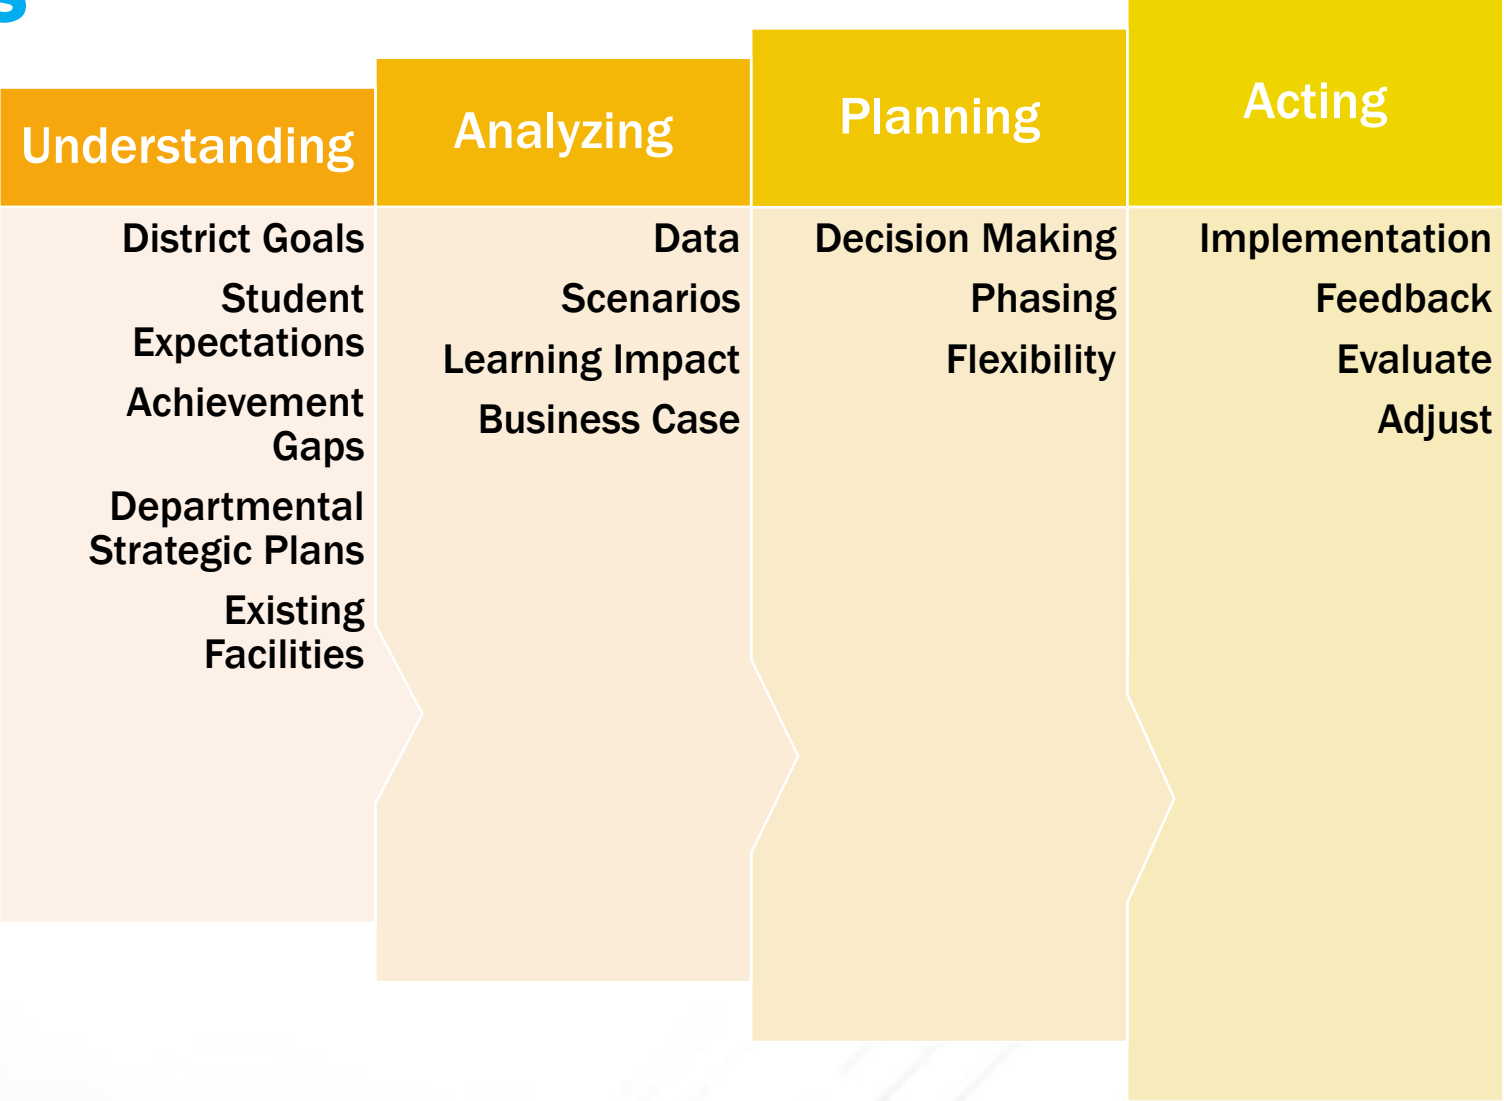 Understanding
District Goals
Student
Expectations
Achievement
Gaps
Departmental
Strategic Plans
Existing
Facilities
Analyzing
Data
Scenarios
Learning Impact
Business Case
Planning
Decision Making
Phasing
Flexibility
Acting
Implementation
Feedback
Evaluate
Adjust